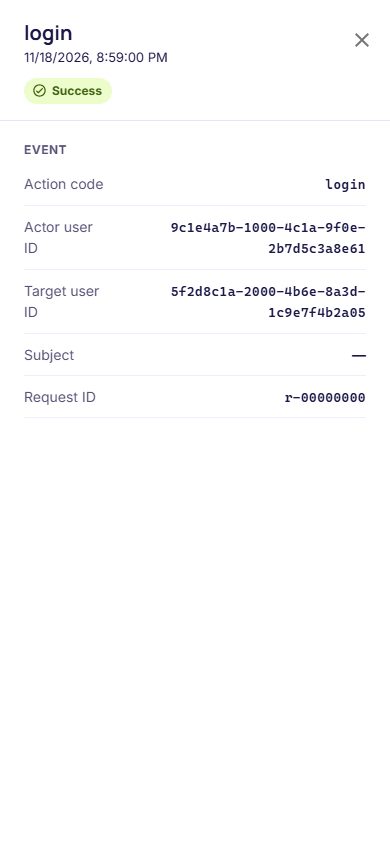 login
11/18/2026, 8:59:00 PM
Success
EVENT
Action code login
Actor user 9c1e4a7b-1000-4c1a-9f0e-
ID 2b7d5c3a8e61
Target user 5f2d8c1a-2000-4b6e-8a3d-
ID 1c9e7f4b2a05
Subject —
Request ID r-00000000